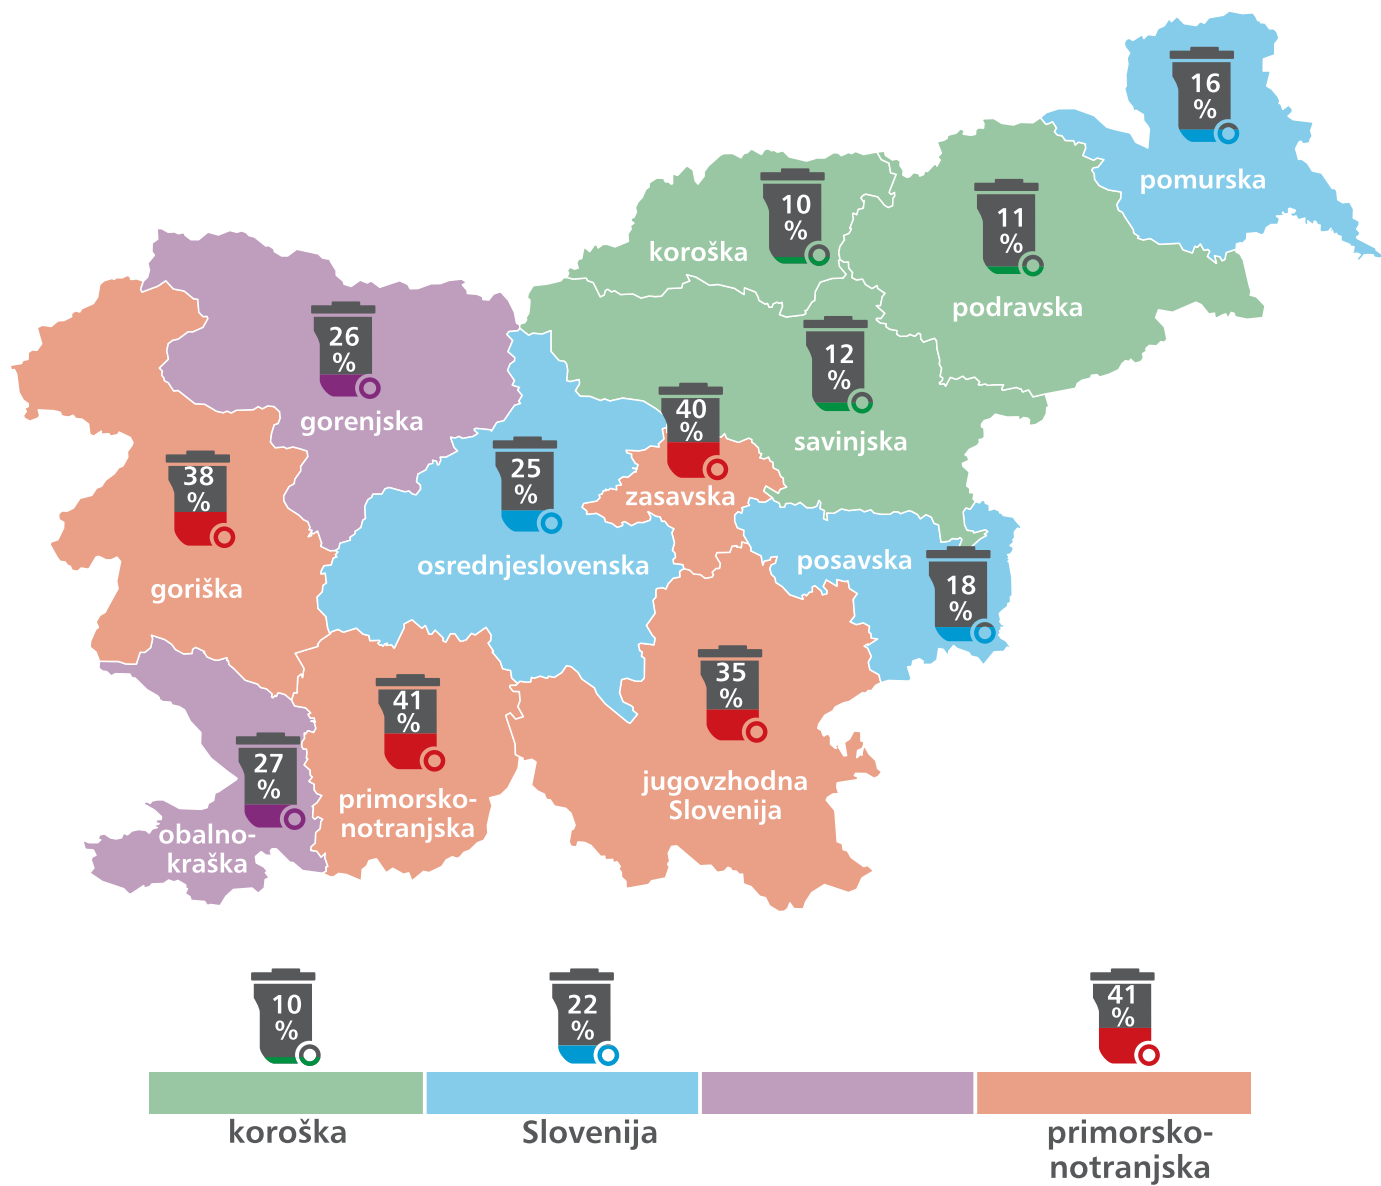 16
%
pomurska
10
%
koroška
11
%
podravska
26
%
gorenjska
12
%
savinjska
40
%
zasavska
38
%
goriška
25
%
osrednjeslovenska
posavska
18
%
41
%
primorsko-
notranjska
35
%
jugovzhodna
Slovenija
27
%
obalno-
kraška
10
%
koroška
22
%
Slovenija
41
%
primorsko-
notranjska